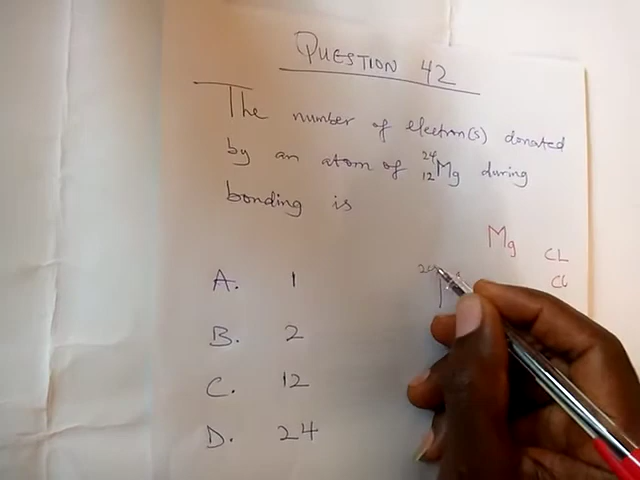 QUESTION 42
The number of electron(s) donated
by an atom of ²⁴₁₂Mg during
bonding is
Mg
CL
A. 1
24
B. 2
C. 12
D. 24